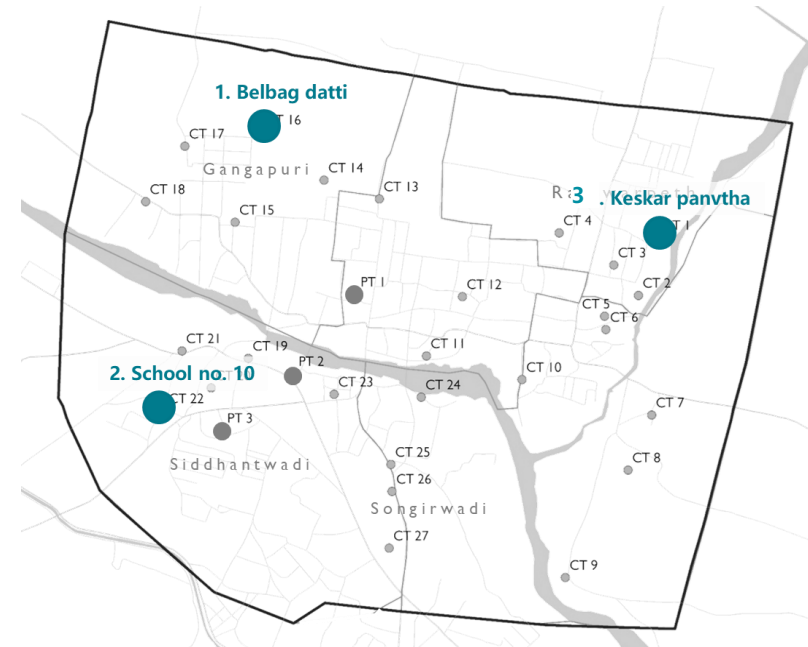 1. Belbag datti
16
CT 17
Gangapuri
CT 14
CT 18
CT 13
3 . Keskar panvtha
CT 15
CT 4
1
CT 3
PT 1
CT 12
CT 2
CT 5
CT 6
CT 21
CT 19
CT 11
2. School no. 10
PT 2
CT 10
CT 23
CT 24
CT 22
CT 7
PT 3
Siddhantwadi
CT 25
CT 8
CT 26
Songirwadi
CT 27
CT 9